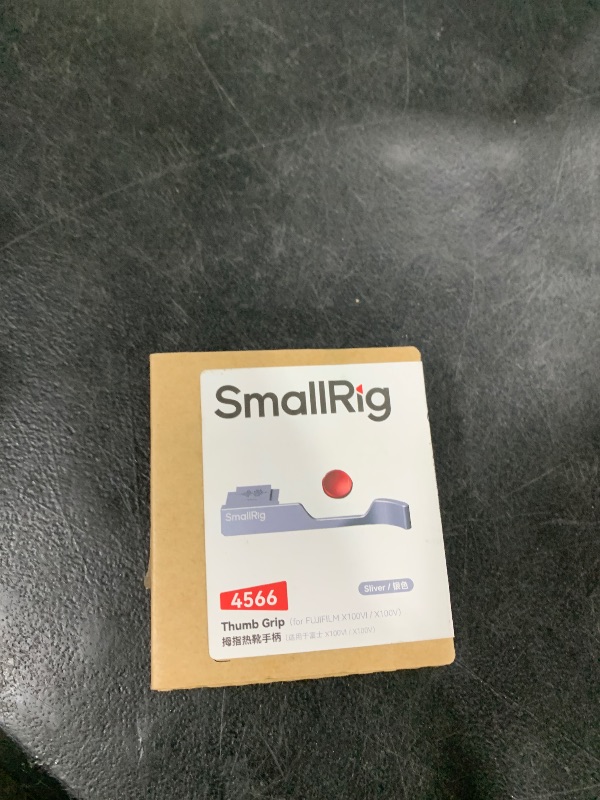 SmallRig
SmallRig
4566
Sliver / 银色
Thumb Grip (for FUJIFILM X100VI / X100V)
拇指热靴手柄 (适用于富士 X100VI / X100V)